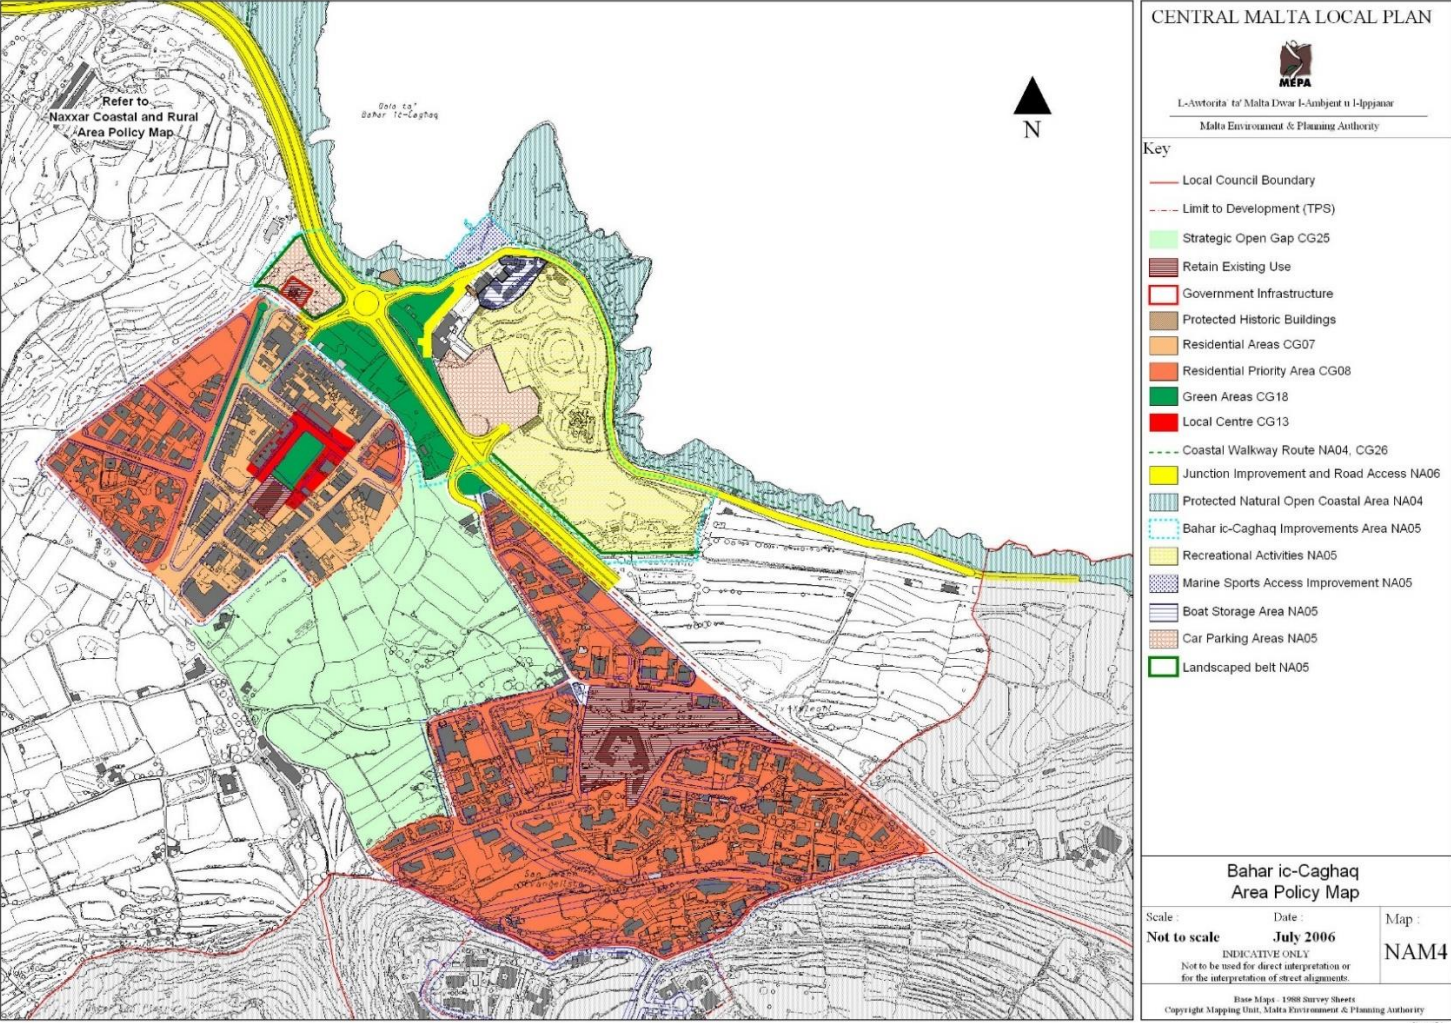 Refer to
Naxxar Coastal and Rural
Area Policy Map
Bahar ic-Caghaq
N
CENTRAL MALTA LOCAL PLAN
MEPA
L-Awtorita' ta' Malta Dwar l-Ambjent u l-Ippjanar
Malta Environment & Planning Authority
Key
Local Council Boundary
Limit to Development (TPS)
Strategic Open Gap CG25
Retain Existing Use
Government Infrastructure
Protected Historic Buildings
Residential Areas CG07
Residential Priority Area CG08
Green Areas CG18
Local Centre CG13
Coastal Walkway Route NA04, CG26
Junction Improvement and Road Access NA06
Protected Natural Open Coastal Area NA04
Bahar ic-Caghaq Improvements Area NA05
Recreational Activities NA05
Marine Sports Access Improvement NA05
Boat Storage Area NA05
Car Parking Areas NA05
Landscaped belt NA05
Bahar ic-Caghaq
Area Policy Map
Scale :
Not to scale
Date :
July 2006
Map :
NAM4
INDICATIVE ONLY
Not to be used for direct interpretation or
for the interpretation of street alignments.
Base Maps - 1988 Survey Sheets
Copyright Mapping Unit, Malta Environment & Planning Authority